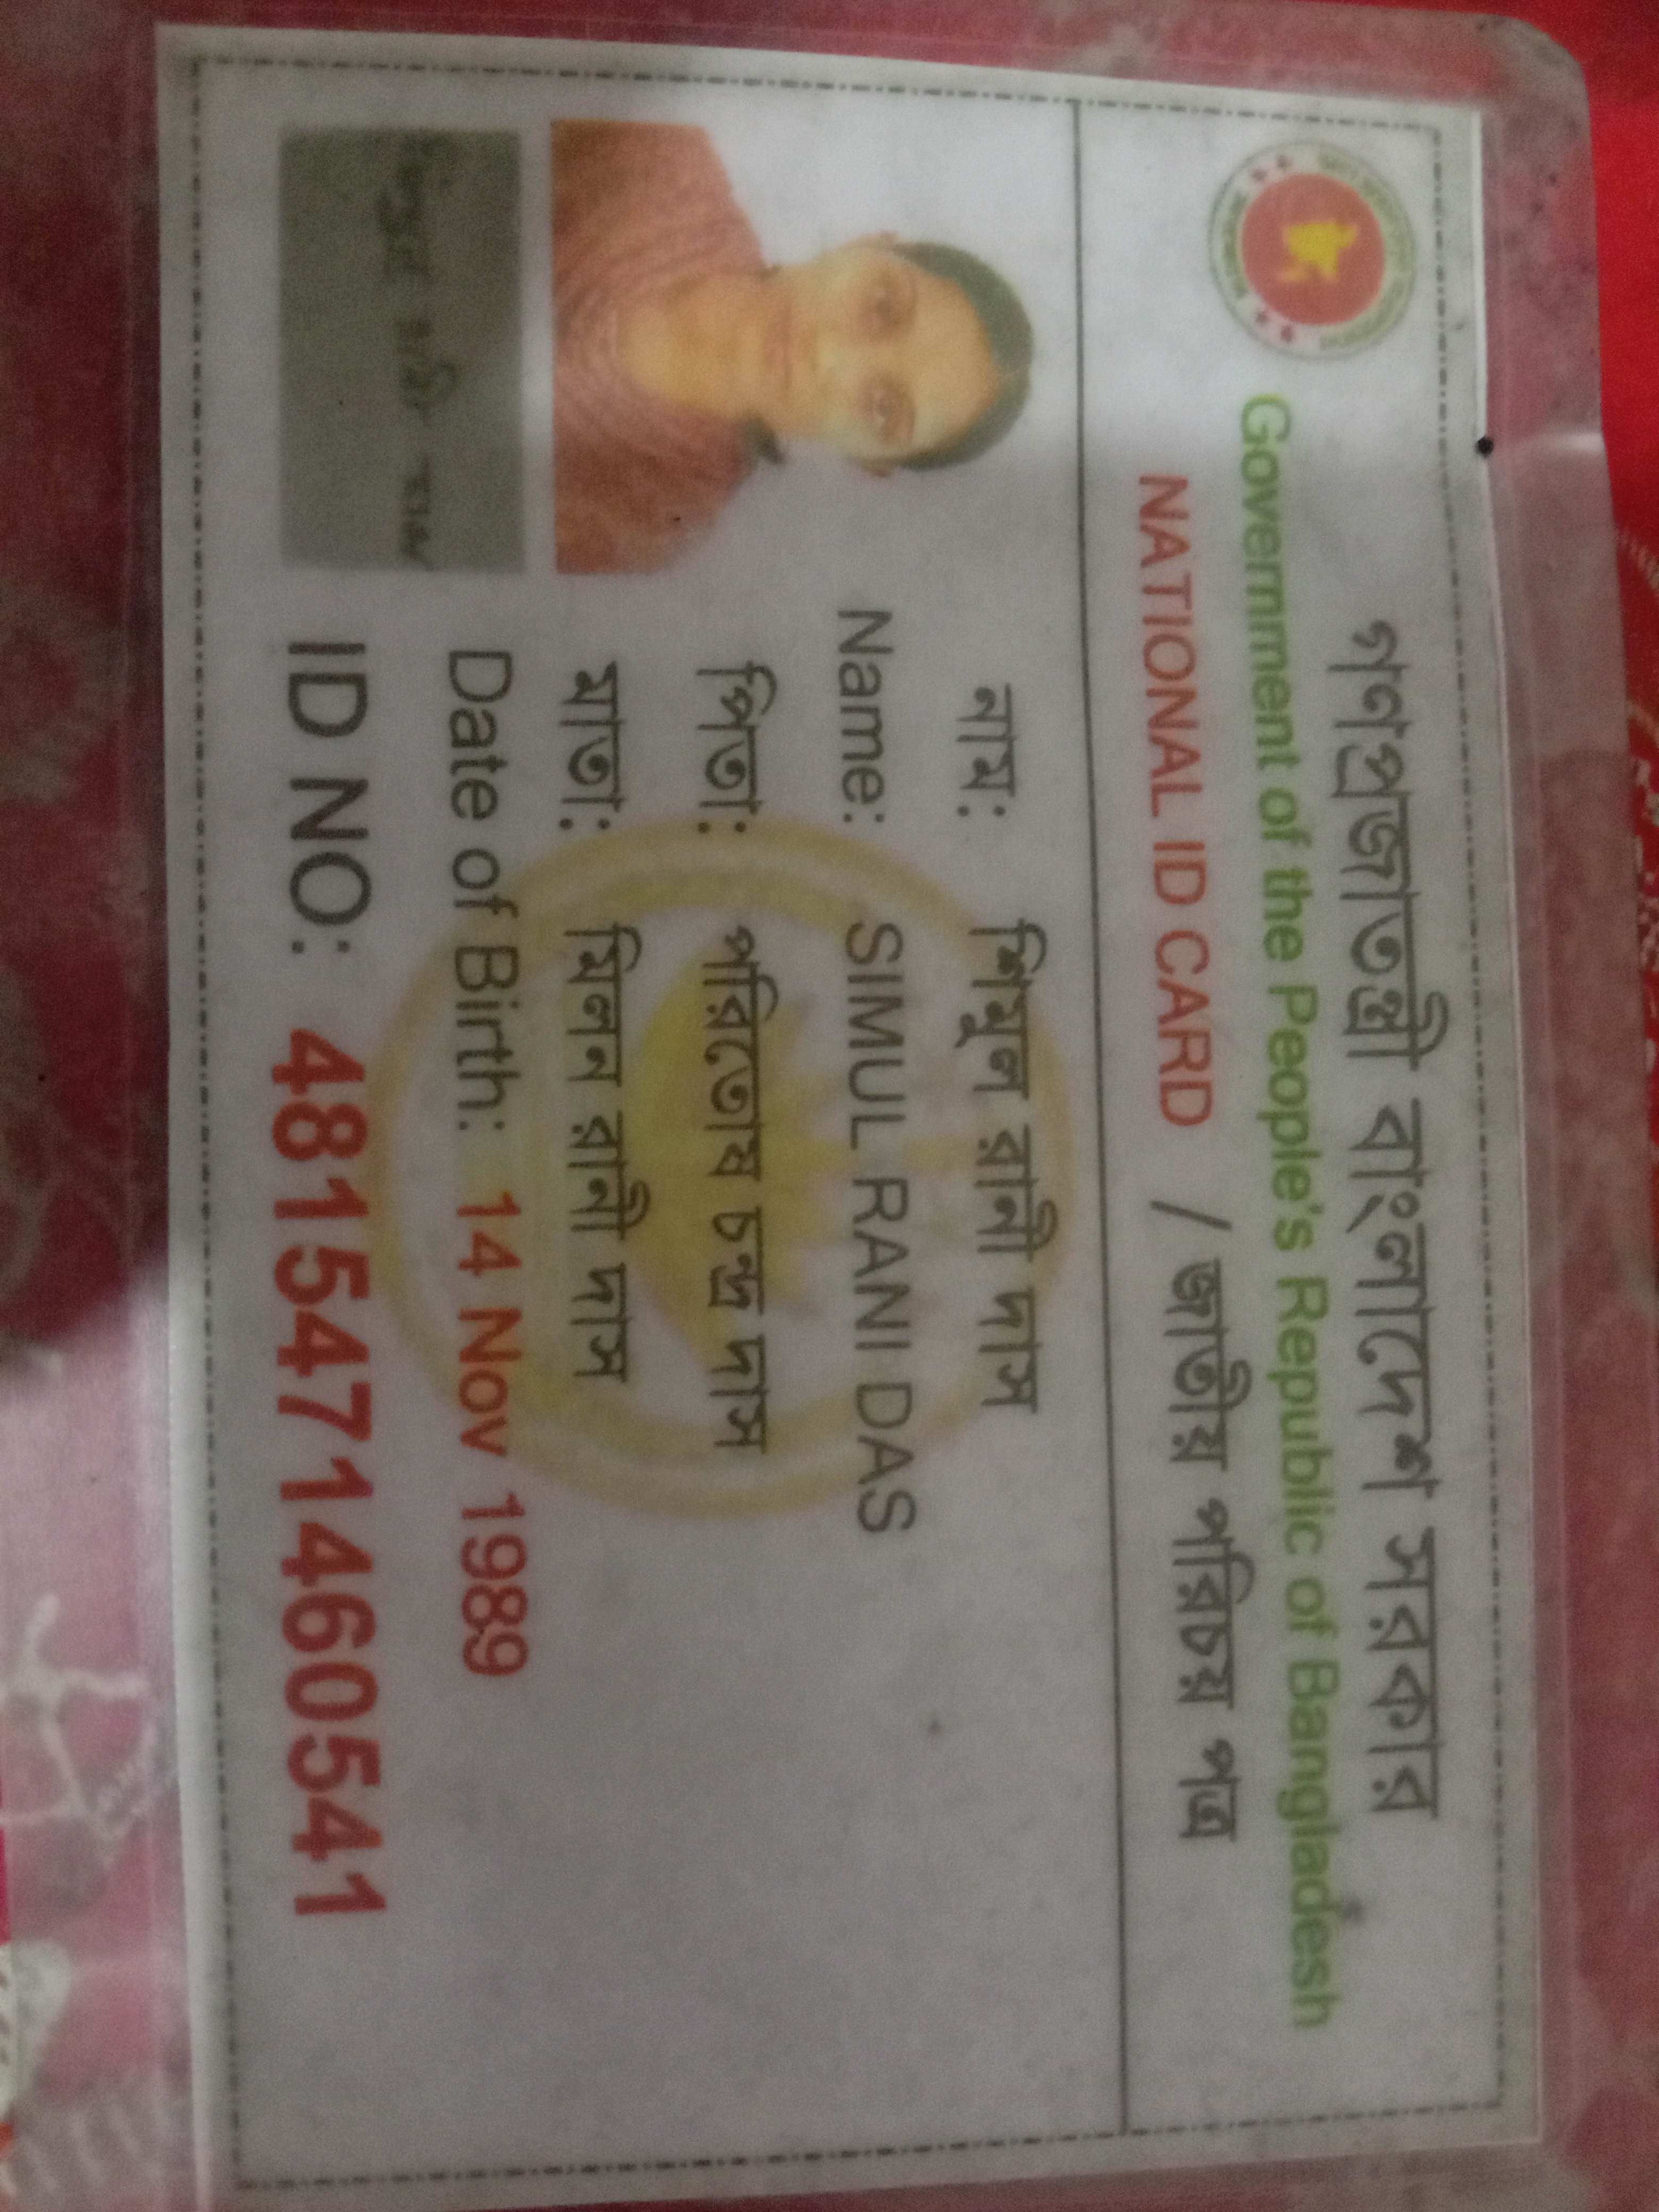 গণপ্রজাতন্ত্রী বাংলাদেশ সরকার
Government of the People's Republic of Bangladesh
NATIONAL ID CARD / জাতীয় পরিচয় পত্র
নাম: শিমুল রানী দাস
Name: SIMUL RANI DAS
পিতা: পরিতোষ চন্দ্র দাস
মাতা: মিলন রানী দাস
Date of Birth: 14 Nov 1989
ID NO: 4815471460541